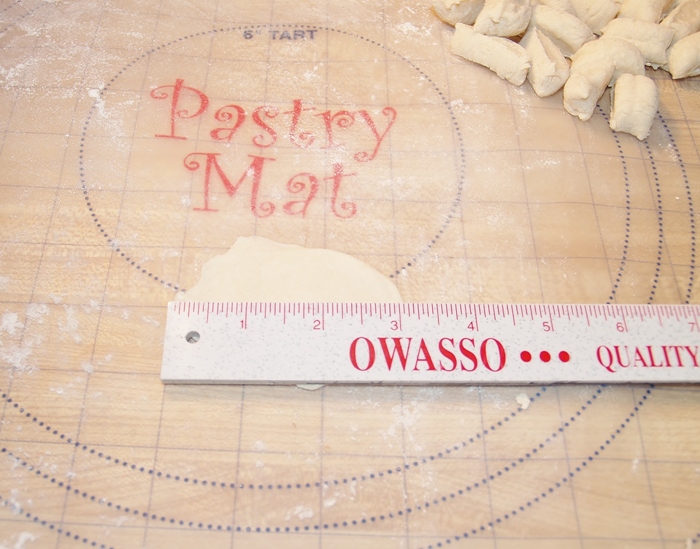 6" TART
Pastry
Mat
1 2 3 4 5 6 7
OWASSO ••• QUALITY